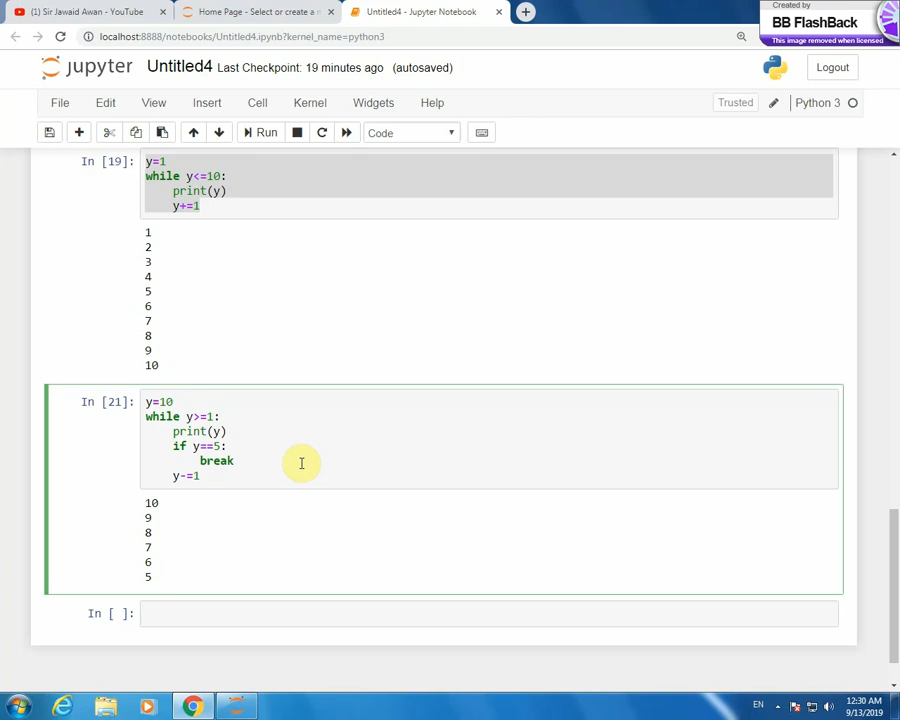 (1) Sir Jawaid Awan - YouTube
Home Page - Select or create a n
Untitled4 - Jupyter Notebook
Created by
BB FlashBack
This image removed when licensed
localhost:8888/notebooks/Untitled4.ipynb?kernel_name=python3
jupyter Untitled4 Last Checkpoint: 19 minutes ago (autosaved)
Logout
File Edit View Insert Cell Kernel Widgets Help
Trusted
Python 3
Run
Code
In [19]:
y=1
while y<=10:
    print(y)
    y+=1
1
2
3
4
5
6
7
8
9
10
In [21]:
y=10
while y>=1:
    print(y)
    if y==5:
        break
    y-=1
10
9
8
7
6
5
In [ ]:
EN
12:30 AM
9/13/2019